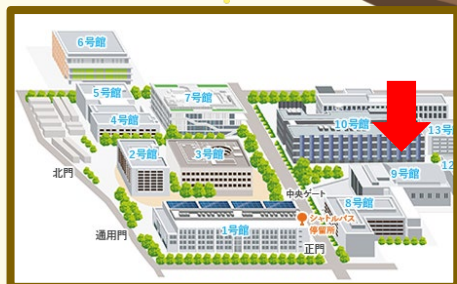 6号館
5号館
7号館
4号館
10号館
13号
2号館
3号館
12
9号館
北門
中央ゲート
8号館
シャトルバス
停留所
1号館
通用門
正門